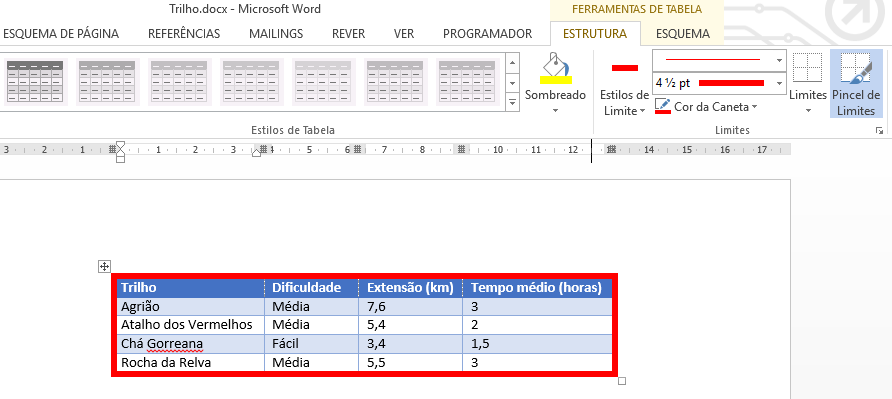 Trilho.docx - Microsoft Word
FERRAMENTAS DE TABELA
ESQUEMA DE PÁGINA REFERÊNCIAS MAILINGS REVER VER PROGRAMADOR ESTRUTURA ESQUEMA
Sombreado
Estilos de Limite
4 ½ pt
Cor da Caneta
Limites
Pincel de Limites
Estilos de Tabela
Limites
3 2 1 1 2 3 4 5 6 7 8 9 10 11 12 13 14 15 16 17
Trilho Dificuldade Extensão (km) Tempo médio (horas)
Agrião Média 7,6 3
Atalho dos Vermelhos Média 5,4 2
Chá Gorreana Fácil 3,4 1,5
Rocha da Relva Média 5,5 3